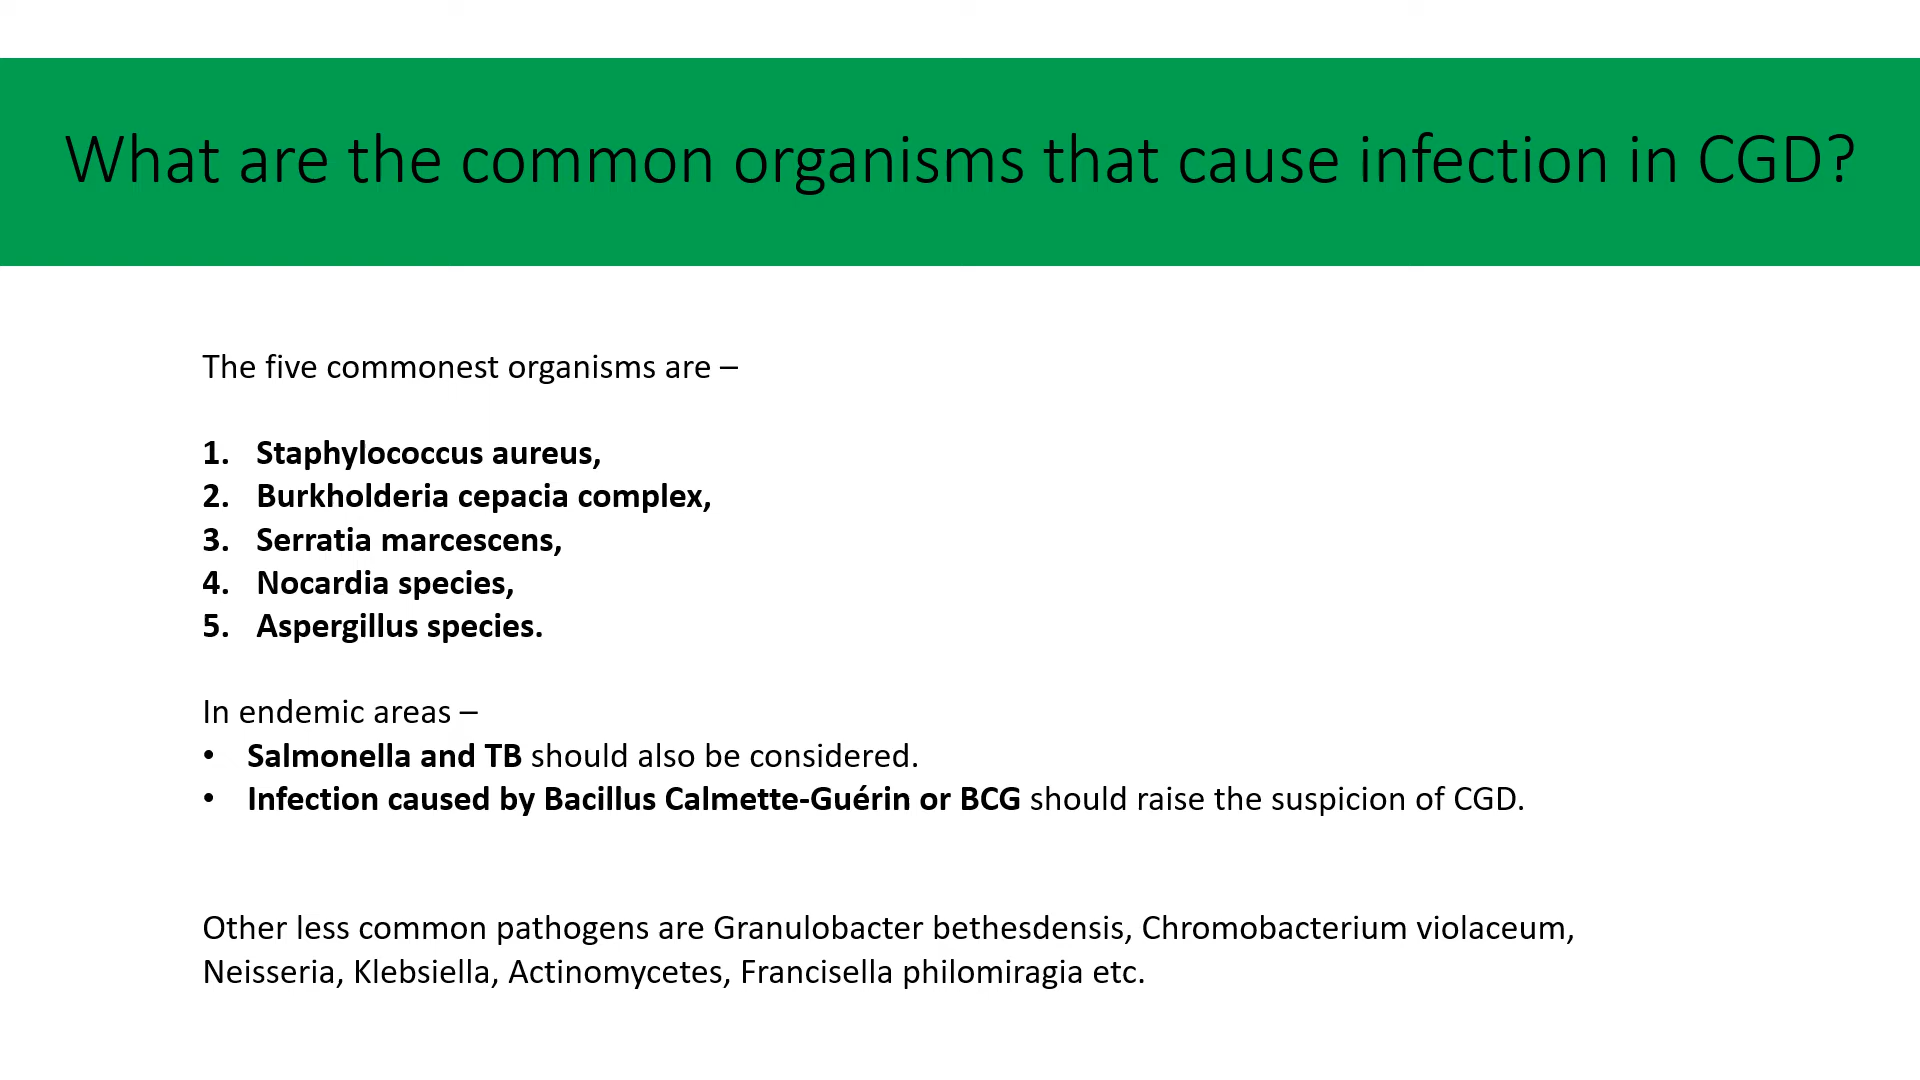 What are the common organisms that cause infection in CGD?
The five commonest organisms are –
1. Staphylococcus aureus,
2. Burkholderia cepacia complex,
3. Serratia marcescens,
4. Nocardia species,
5. Aspergillus species.
In endemic areas –
• Salmonella and TB should also be considered.
• Infection caused by Bacillus Calmette-Guérin or BCG should raise the suspicion of CGD.
Other less common pathogens are Granulobacter bethesdensis, Chromobacterium violaceum,
Neisseria, Klebsiella, Actinomycetes, Francisella philomiragia etc.